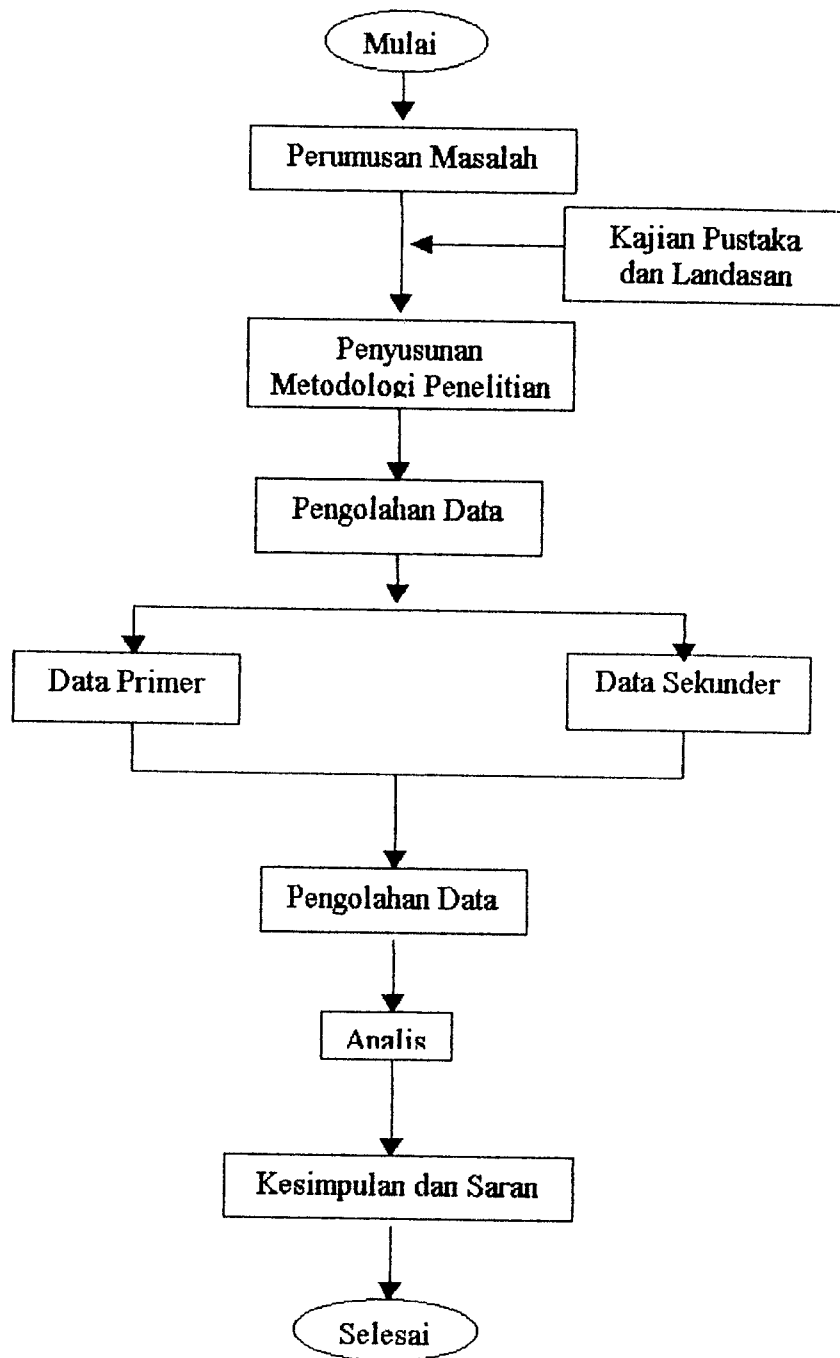 Mulai
Perumusan Masalah
Kajian Pustaka
dan Landasan
Penyusunan
Metodologi Penelitian
Pengolahan Data
Data Primer
Data Sekunder
Pengolahan Data
Analis
Kesimpulan dan Saran
Selesai